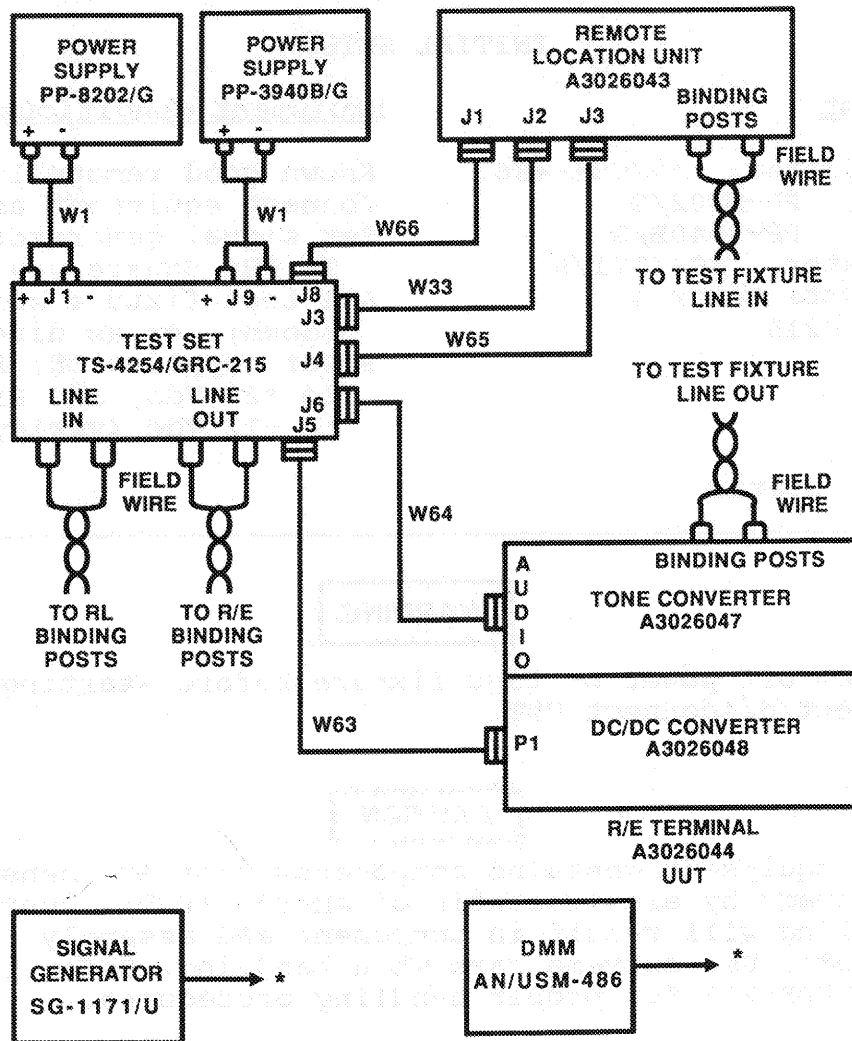 POWER
SUPPLY
PP-8202/G
+ -
POWER
SUPPLY
PP-3940B/G
+ -
REMOTE
LOCATION UNIT
A3026043
J1 J2 J3
BINDING
POSTS
FIELD
WIRE
W1
W1
W66
W33
W65
TO TEST FIXTURE
LINE IN
+ J1 -
+ J9 -
J8
J3
J4
J6
J5
TEST SET
TS-4254/GRC-215
LINE
IN
LINE
OUT
FIELD
WIRE
TO RL
BINDING
POSTS
TO R/E
BINDING
POSTS
TO TEST FIXTURE
LINE OUT
FIELD
WIRE
W64
W63
BINDING POSTS
AUDIO
TONE CONVERTER
A3026047
P1
DC/DC CONVERTER
A3026048
R/E TERMINAL
A3026044
UUT
SIGNAL
GENERATOR
SG-1171/U
*
DMM
AN/USM-486
*